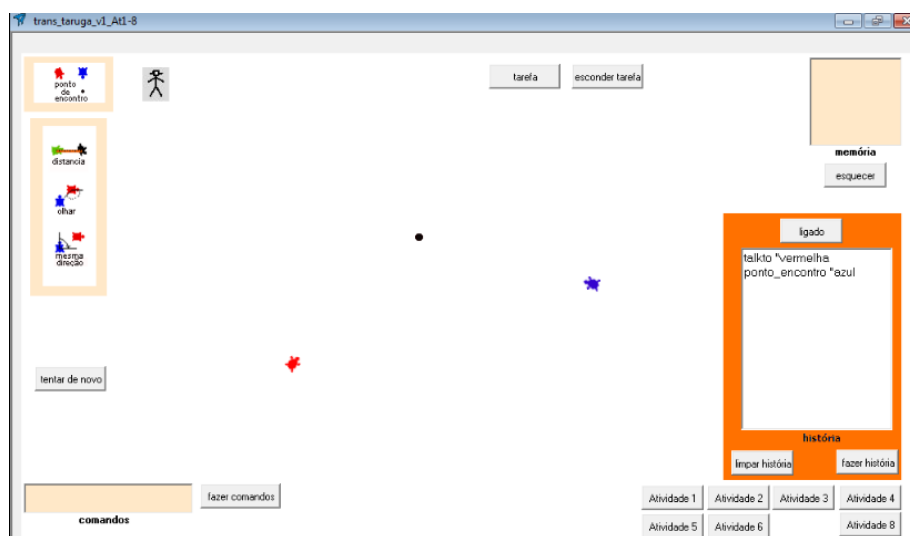 trans_taruga_v1_At1-8
ponto
de
encontro
tarefa
esconder tarefa
memória
esquecer
distancia
olhar
mesma
direção
ligado
talkto "vermelha
ponto_encontro "azul
história
limpar história
fazer história
tentar de novo
fazer comandos
comandos
Atividade 1
Atividade 2
Atividade 3
Atividade 4
Atividade 5
Atividade 6
Atividade 8